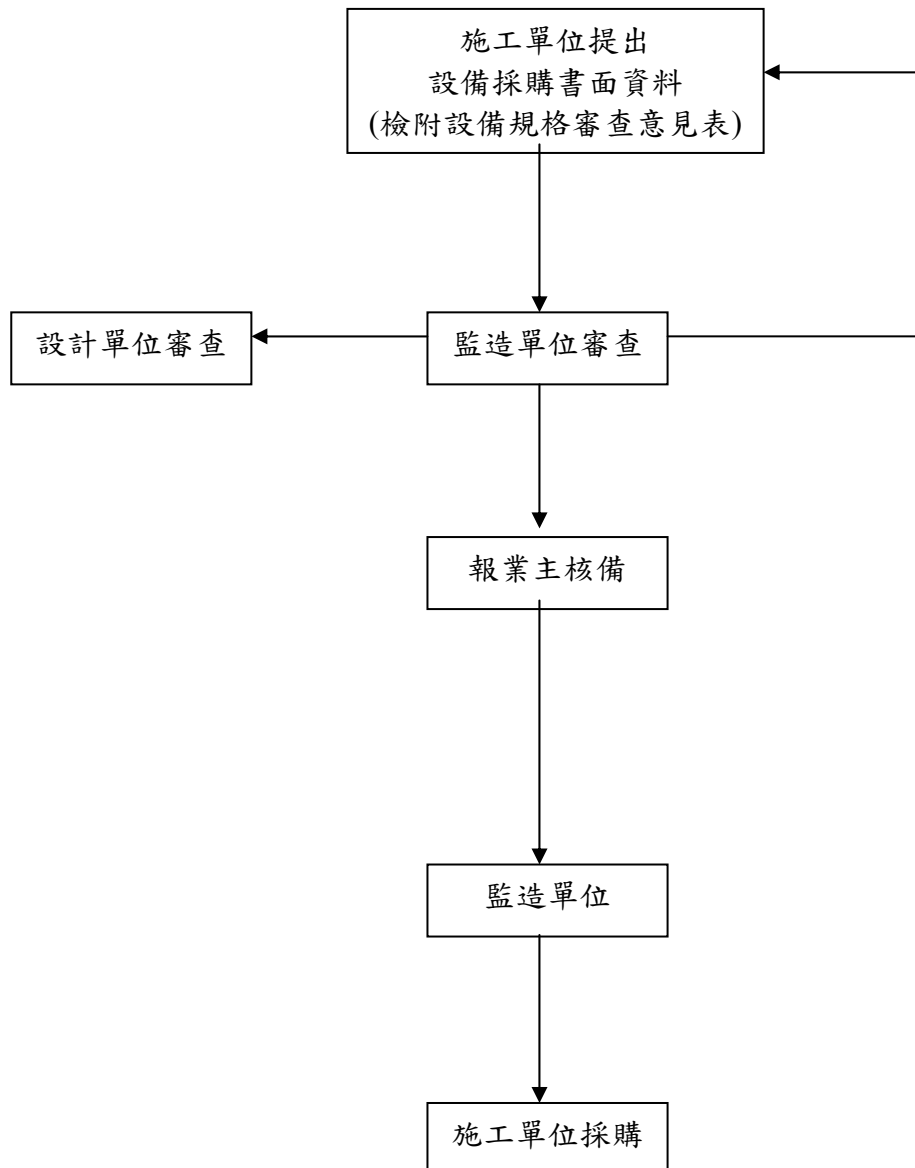 施工單位提出
設備採購書面資料
(檢附設備規格審查意見表)
設計單位審查
監造單位審查
報業主核備
監造單位
施工單位採購